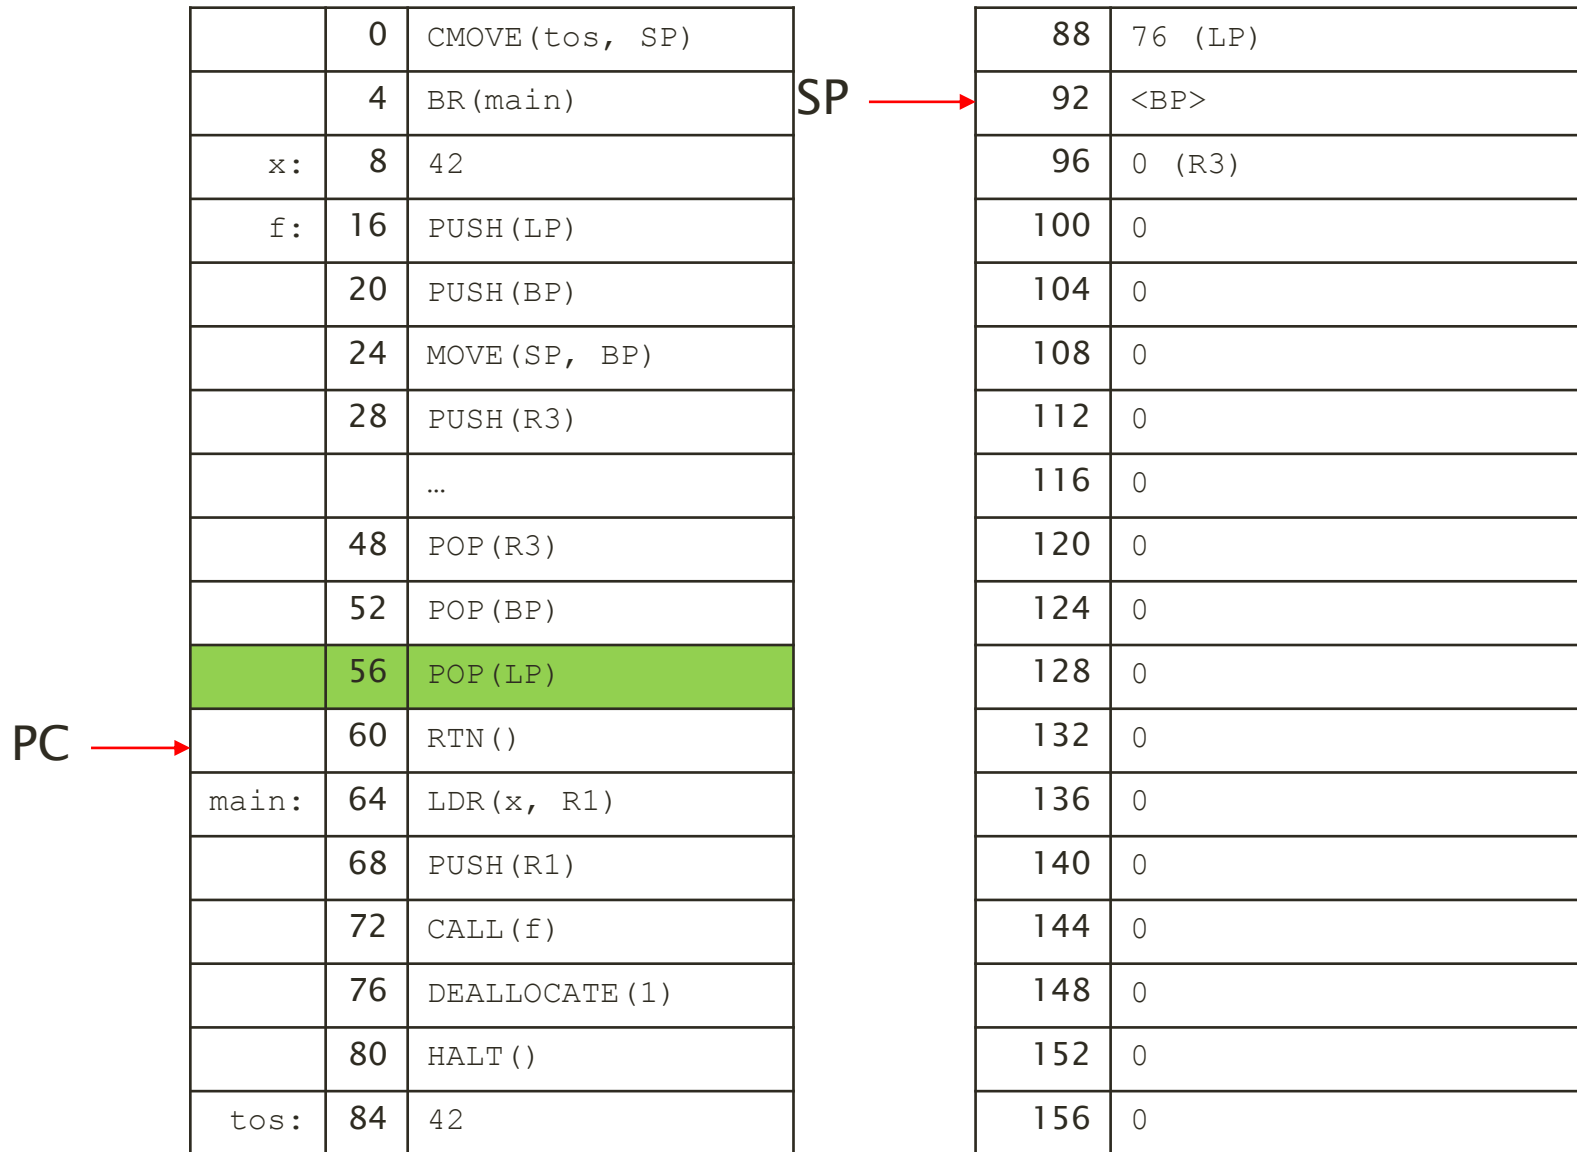 0 CMOVE(tos, SP)
4 BR(main)
x: 8 42
f: 16 PUSH(LP)
20 PUSH(BP)
24 MOVE(SP, BP)
28 PUSH(R3)
…
48 POP(R3)
52 POP(BP)
56 POP(LP)
PC 60 RTN()
main: 64 LDR(x, R1)
68 PUSH(R1)
72 CALL(f)
76 DEALLOCATE(1)
80 HALT()
tos: 84 42
88 76 (LP)
SP 92 <BP>
96 0 (R3)
100 0
104 0
108 0
112 0
116 0
120 0
124 0
128 0
132 0
136 0
140 0
144 0
148 0
152 0
156 0